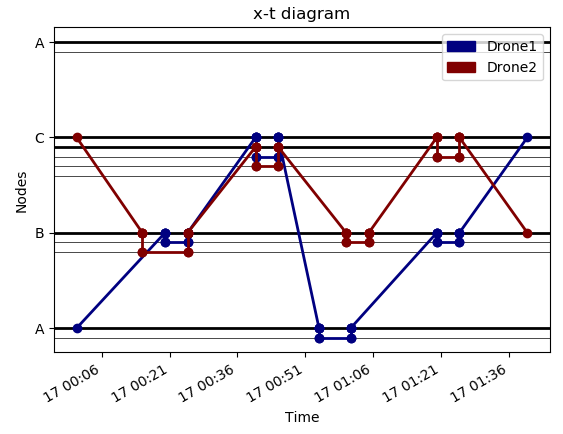 x-t diagram
Drone1
Drone2
A
C
B
A
Nodes
17 00:06
17 00:21
17 00:36
17 00:51
17 01:06
17 01:21
17 01:36
Time